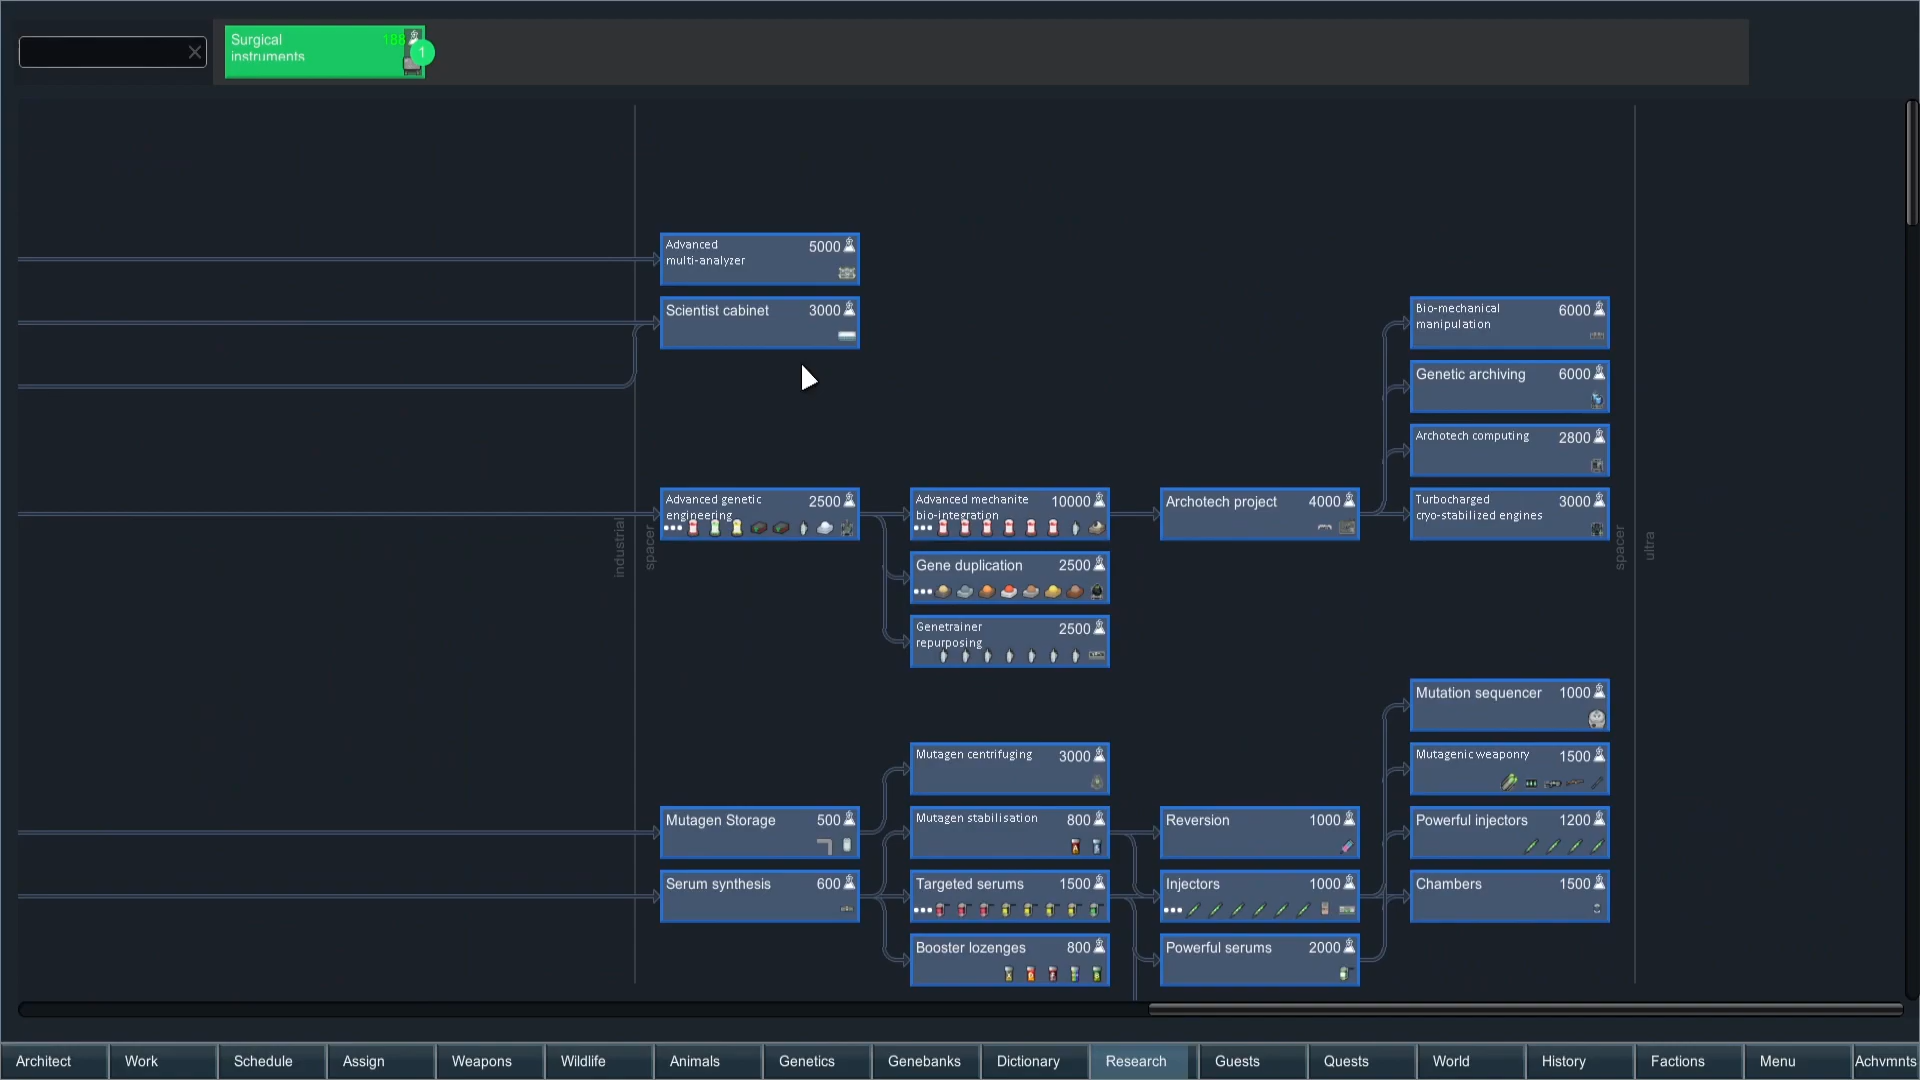 Surgical
instruments
188
1
Advanced
multi-analyzer
5000
Scientist cabinet
3000
Bio-mechanical
manipulation
6000
Genetic archiving
6000
Archotech computing
2800
Advanced genetic
engineering
2500
Advanced mechanite
bio-integration
10000
Archotech project
4000
Turbocharged
cryo-stabilized engines
3000
industrial
spacer
spacer
ultra
Gene duplication
2500
Genetrainer
repurposing
2500
Mutation sequencer
1000
Mutagen centrifuging
3000
Mutagenic weaponry
1500
Mutagen Storage
500
Mutagen stabilisation
800
Reversion
1000
Powerful injectors
1200
Serum synthesis
600
Targeted serums
1500
Injectors
1000
Chambers
1500
Booster lozenges
800
Powerful serums
2000
Architect
Work
Schedule
Assign
Weapons
Wildlife
Animals
Genetics
Genebanks
Dictionary
Research
Guests
Quests
World
History
Factions
Menu
Achvmnts